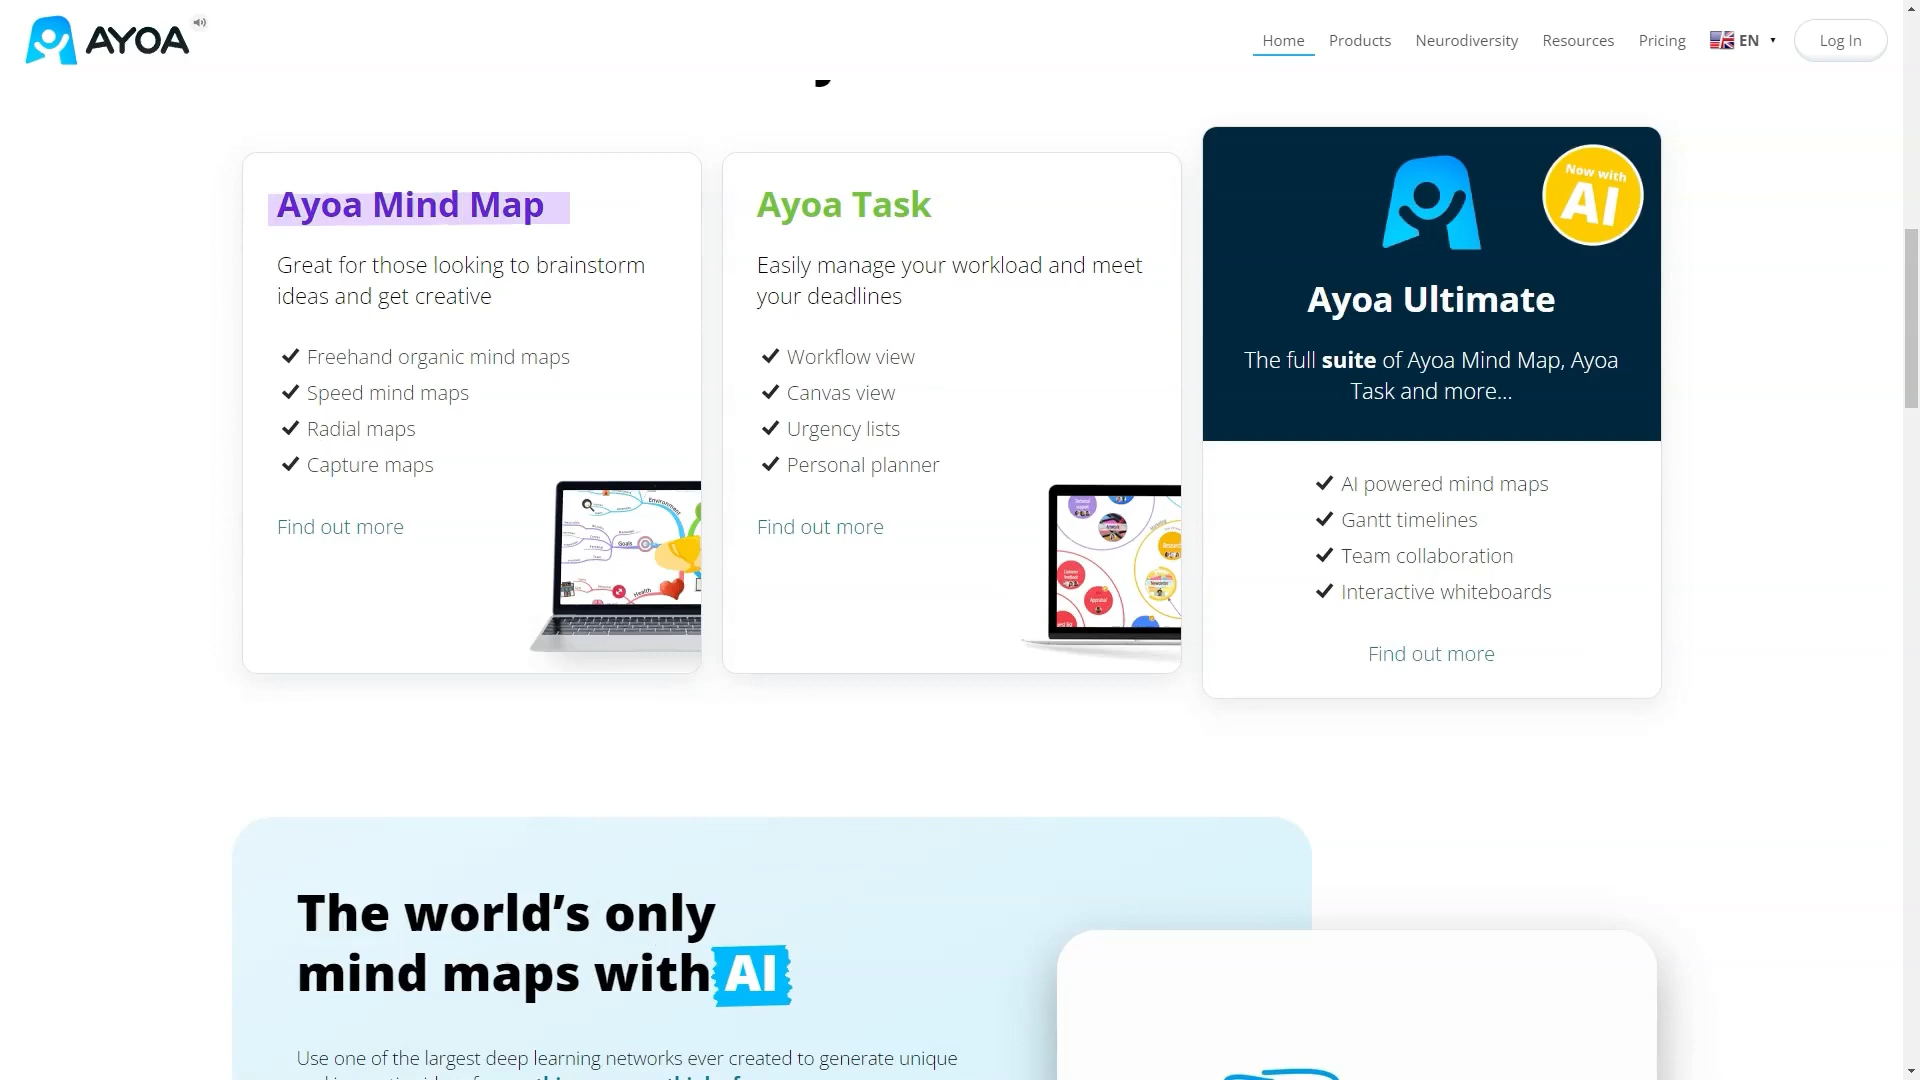 AYOA
Home Products Neurodiversity Resources Pricing EN Log In
Ayoa Mind Map
Great for those looking to brainstorm
ideas and get creative
Freehand organic mind maps
Speed mind maps
Radial maps
Capture maps
Find out more
Environment
Goals
Health
Ayoa Task
Easily manage your workload and meet
your deadlines
Workflow view
Canvas view
Urgency lists
Personal planner
Find out more
Now with
AI
Ayoa Ultimate
The full suite of Ayoa Mind Map, Ayoa
Task and more...
AI powered mind maps
Gantt timelines
Team collaboration
Interactive whiteboards
Find out more
The world’s only
mind maps with AI
Use one of the largest deep learning networks ever created to generate unique